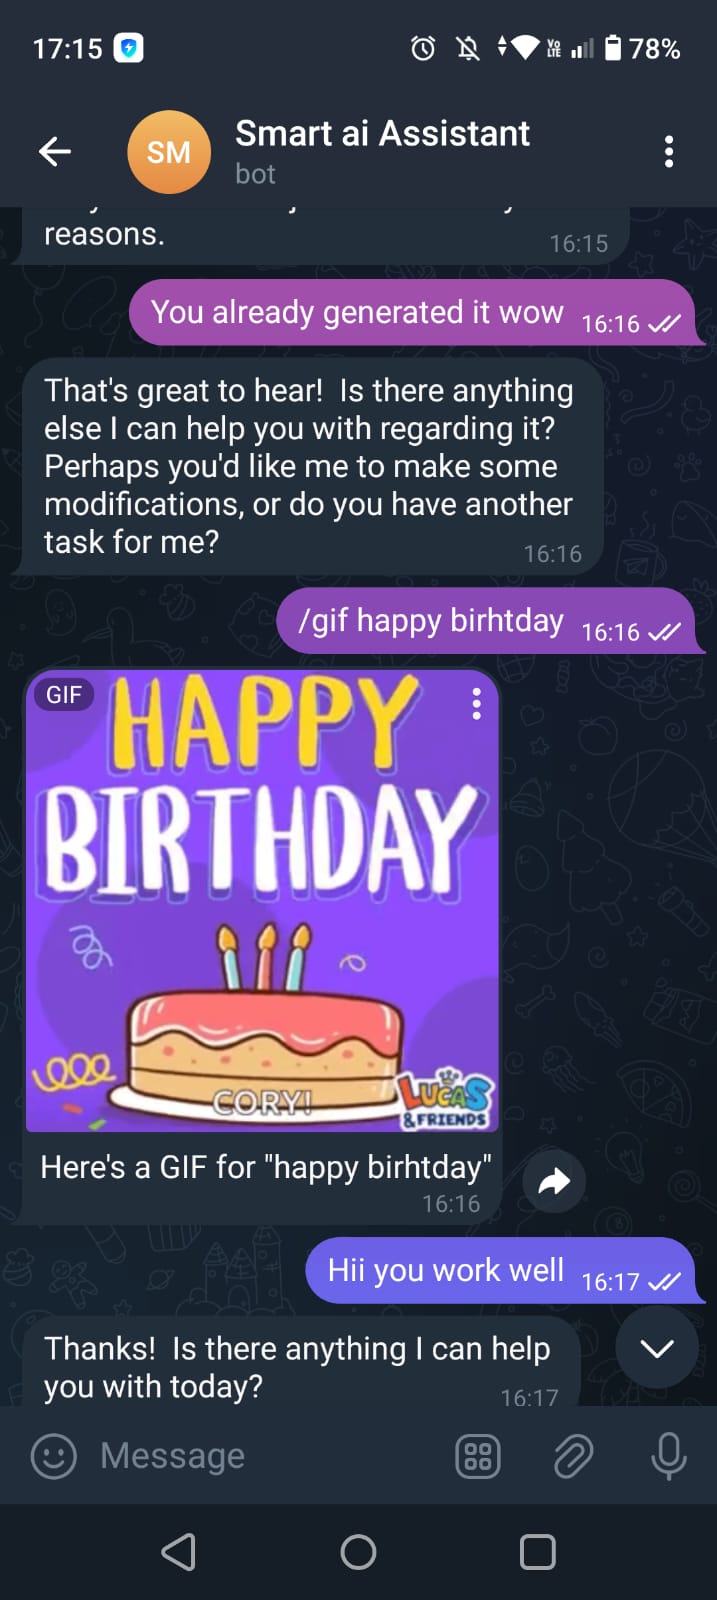 17:15
Vo
LTE
78%
SM
Smart ai Assistant
bot
reasons.
16:15
You already generated it wow
16:16
That's great to hear!  Is there anything
else I can help you with regarding it?
Perhaps you'd like me to make some
modifications, or do you have another
task for me?
16:16
/gif happy birhtday
16:16
GIF
HAPPY
BIRTHDAY
CORY!
LUCAS
&FRIENDS
Here's a GIF for "happy birhtday"
16:16
Hii you work well
16:17
Thanks!  Is there anything I can help
you with today?
16:17
Message